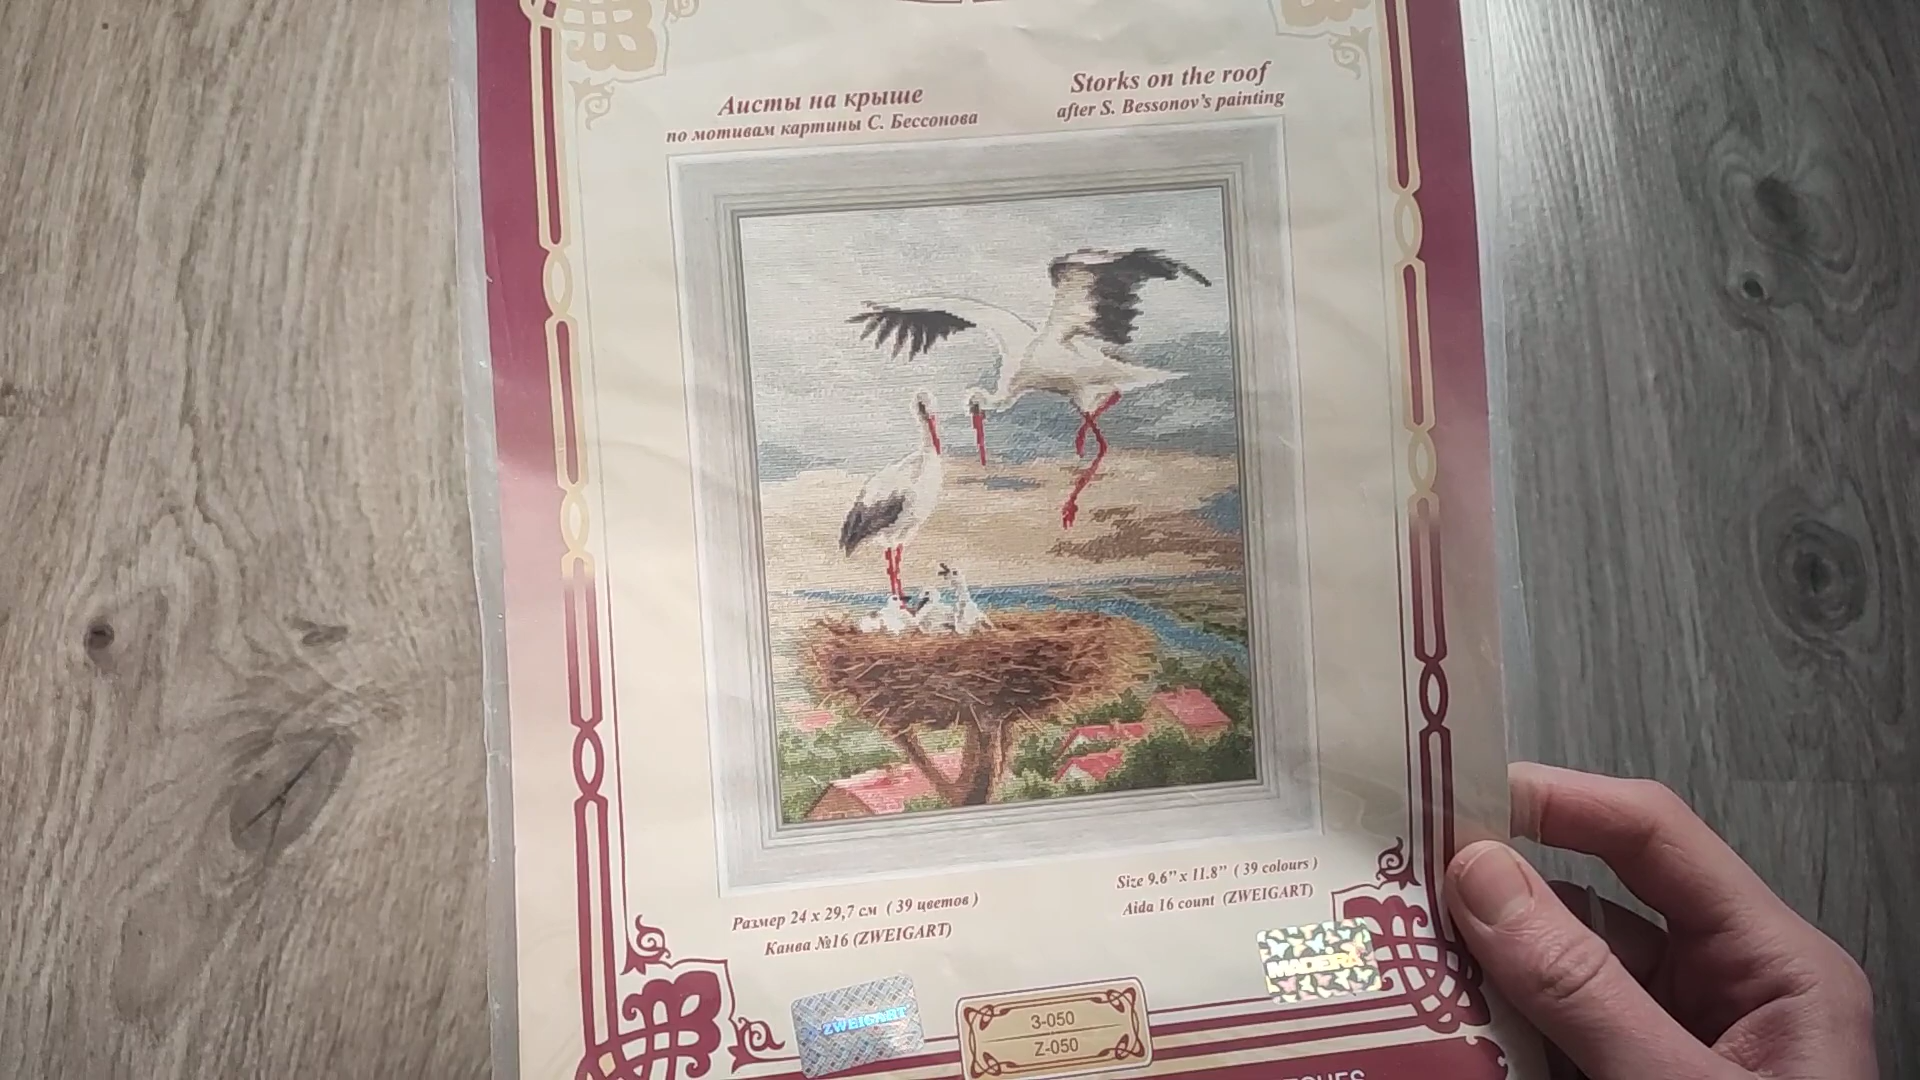 Аисты на крыше
по мотивам картины С. Бессонова
Storks on the roof
after S. Bessonov's painting
Размер 24 x 29,7 см ( 39 цветов )
Канва №16 (ZWEIGART)
Size 9.6” x 11.8” ( 39 colours )
Aida 16 count (ZWEIGART)
ZWEIGART
MADEIRA
З-050
Z-050